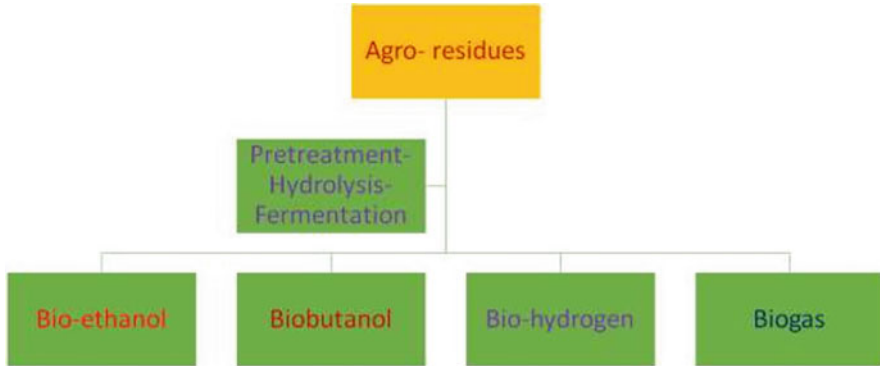 Agro- residues
Pretreatment-
Hydrolysis-
Fermentation
Bio-ethanol
Biobutanol
Bio-hydrogen
Biogas